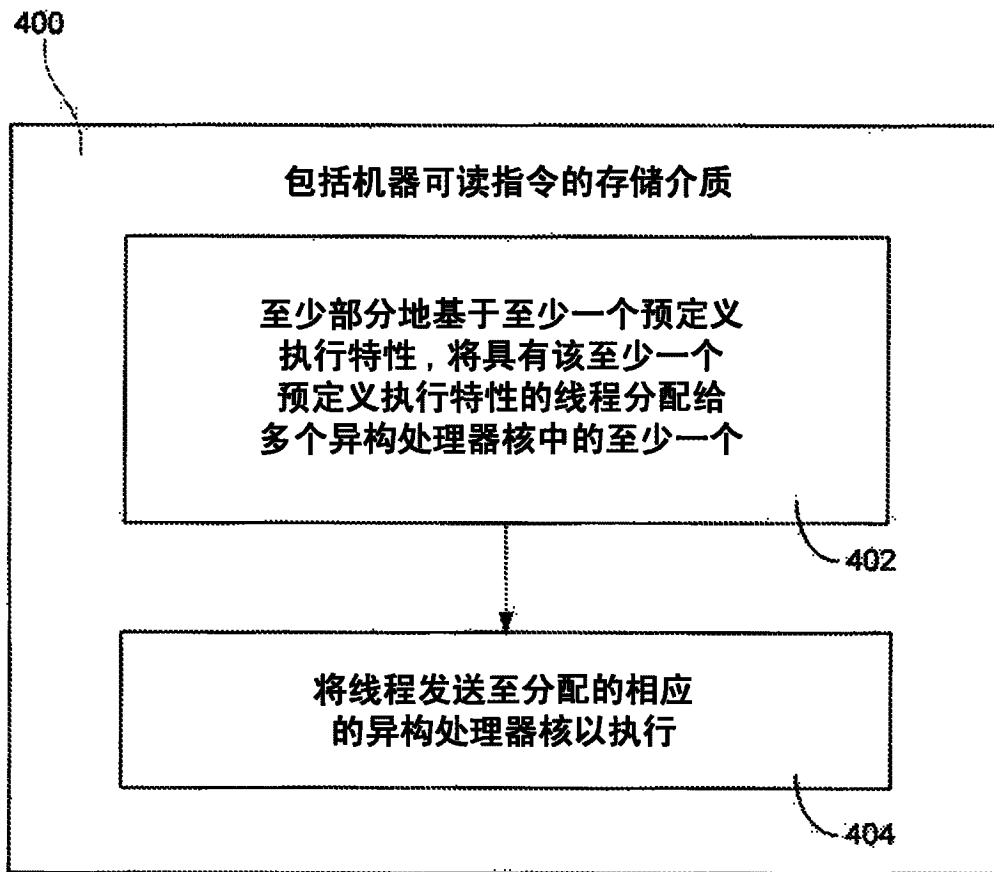 400
包括机器可读指令的存储介质
至少部分地基于至少一个预定义
执行特性,将具有该至少一个
预定义执行特性的线程分配给
多个异构处理器核中的至少一个
402
将线程发送至分配的相应
的异构处理器核以执行
404